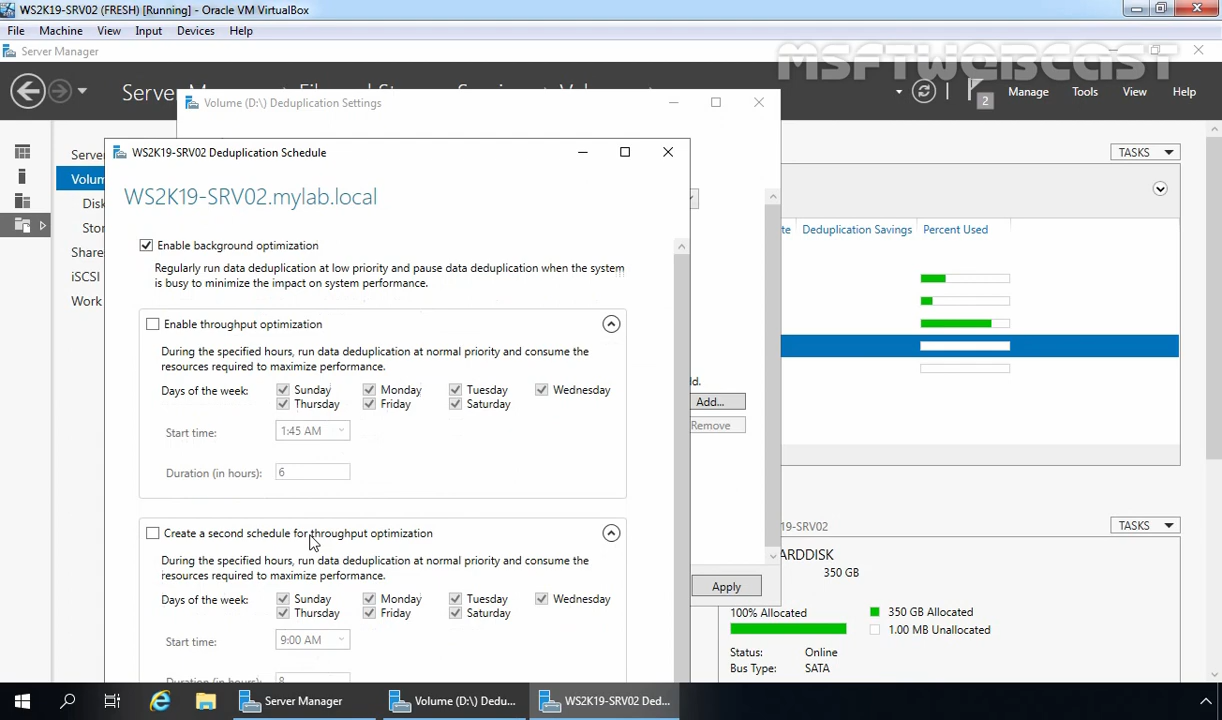 WS2K19-SRV02 (FRESH) [Running] - Oracle VM VirtualBox
File Machine View Input Devices Help
Server Manager
MSFTWEBCAST
Volume (D:\) Deduplication Settings
2
Manage Tools View Help
WS2K19-SRV02 Deduplication Schedule
TASKS
WS2K19-SRV02.mylab.local
Deduplication Savings Percent Used
Enable background optimization
Regularly run data deduplication at low priority and pause data deduplication when the system
is busy to minimize the impact on system performance.
Enable throughput optimization
During the specified hours, run data deduplication at normal priority and consume the
resources required to maximize performance.
Days of the week: Sunday Monday Tuesday Wednesday
Thursday Friday Saturday
Start time: 1:45 AM
Duration (in hours): 6
Add...
Remove
Create a second schedule for throughput optimization
During the specified hours, run data deduplication at normal priority and consume the
resources required to maximize performance.
Days of the week: Sunday Monday Tuesday Wednesday
Thursday Friday Saturday
Start time: 9:00 AM
Apply
TASKS
350 GB
100% Allocated
350 GB Allocated
1.00 MB Unallocated
Status: Online
Bus Type: SATA
Server Manager
Volume (D:\) Dedu...
WS2K19-SRV02 Ded...